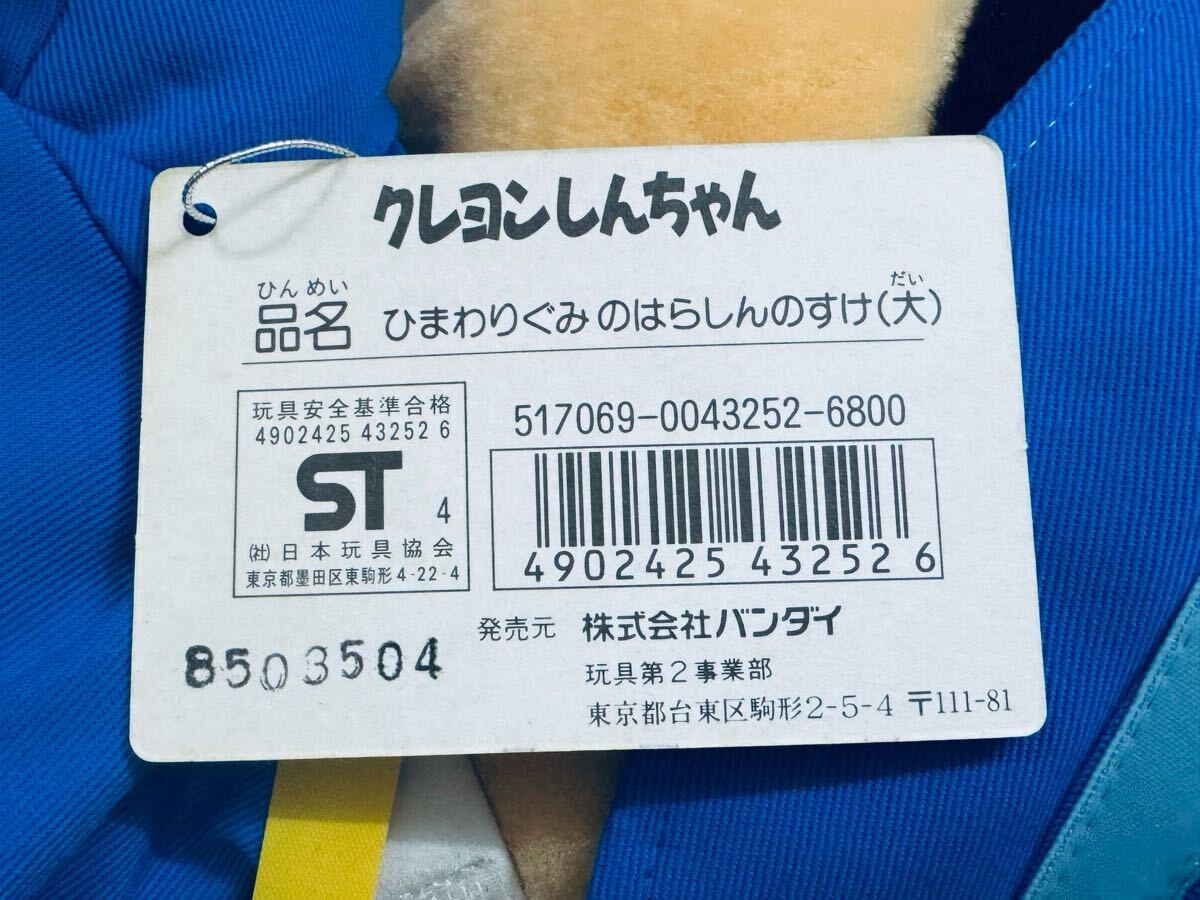 クレヨンしんちゃん
ひんめい
だい
品名 ひまわりぐみ のはらしんのすけ(大)
玩具安全基準合格
4902425 43252 6
ST 4
(社)日本玩具協会
東京都墨田区東駒形4-22-4
517069-0043252-6800
4902425 43252 6
8503504
発売元 株式会社バンダイ
玩具第2事業部
東京都台東区駒形2-5-4 〒111-81